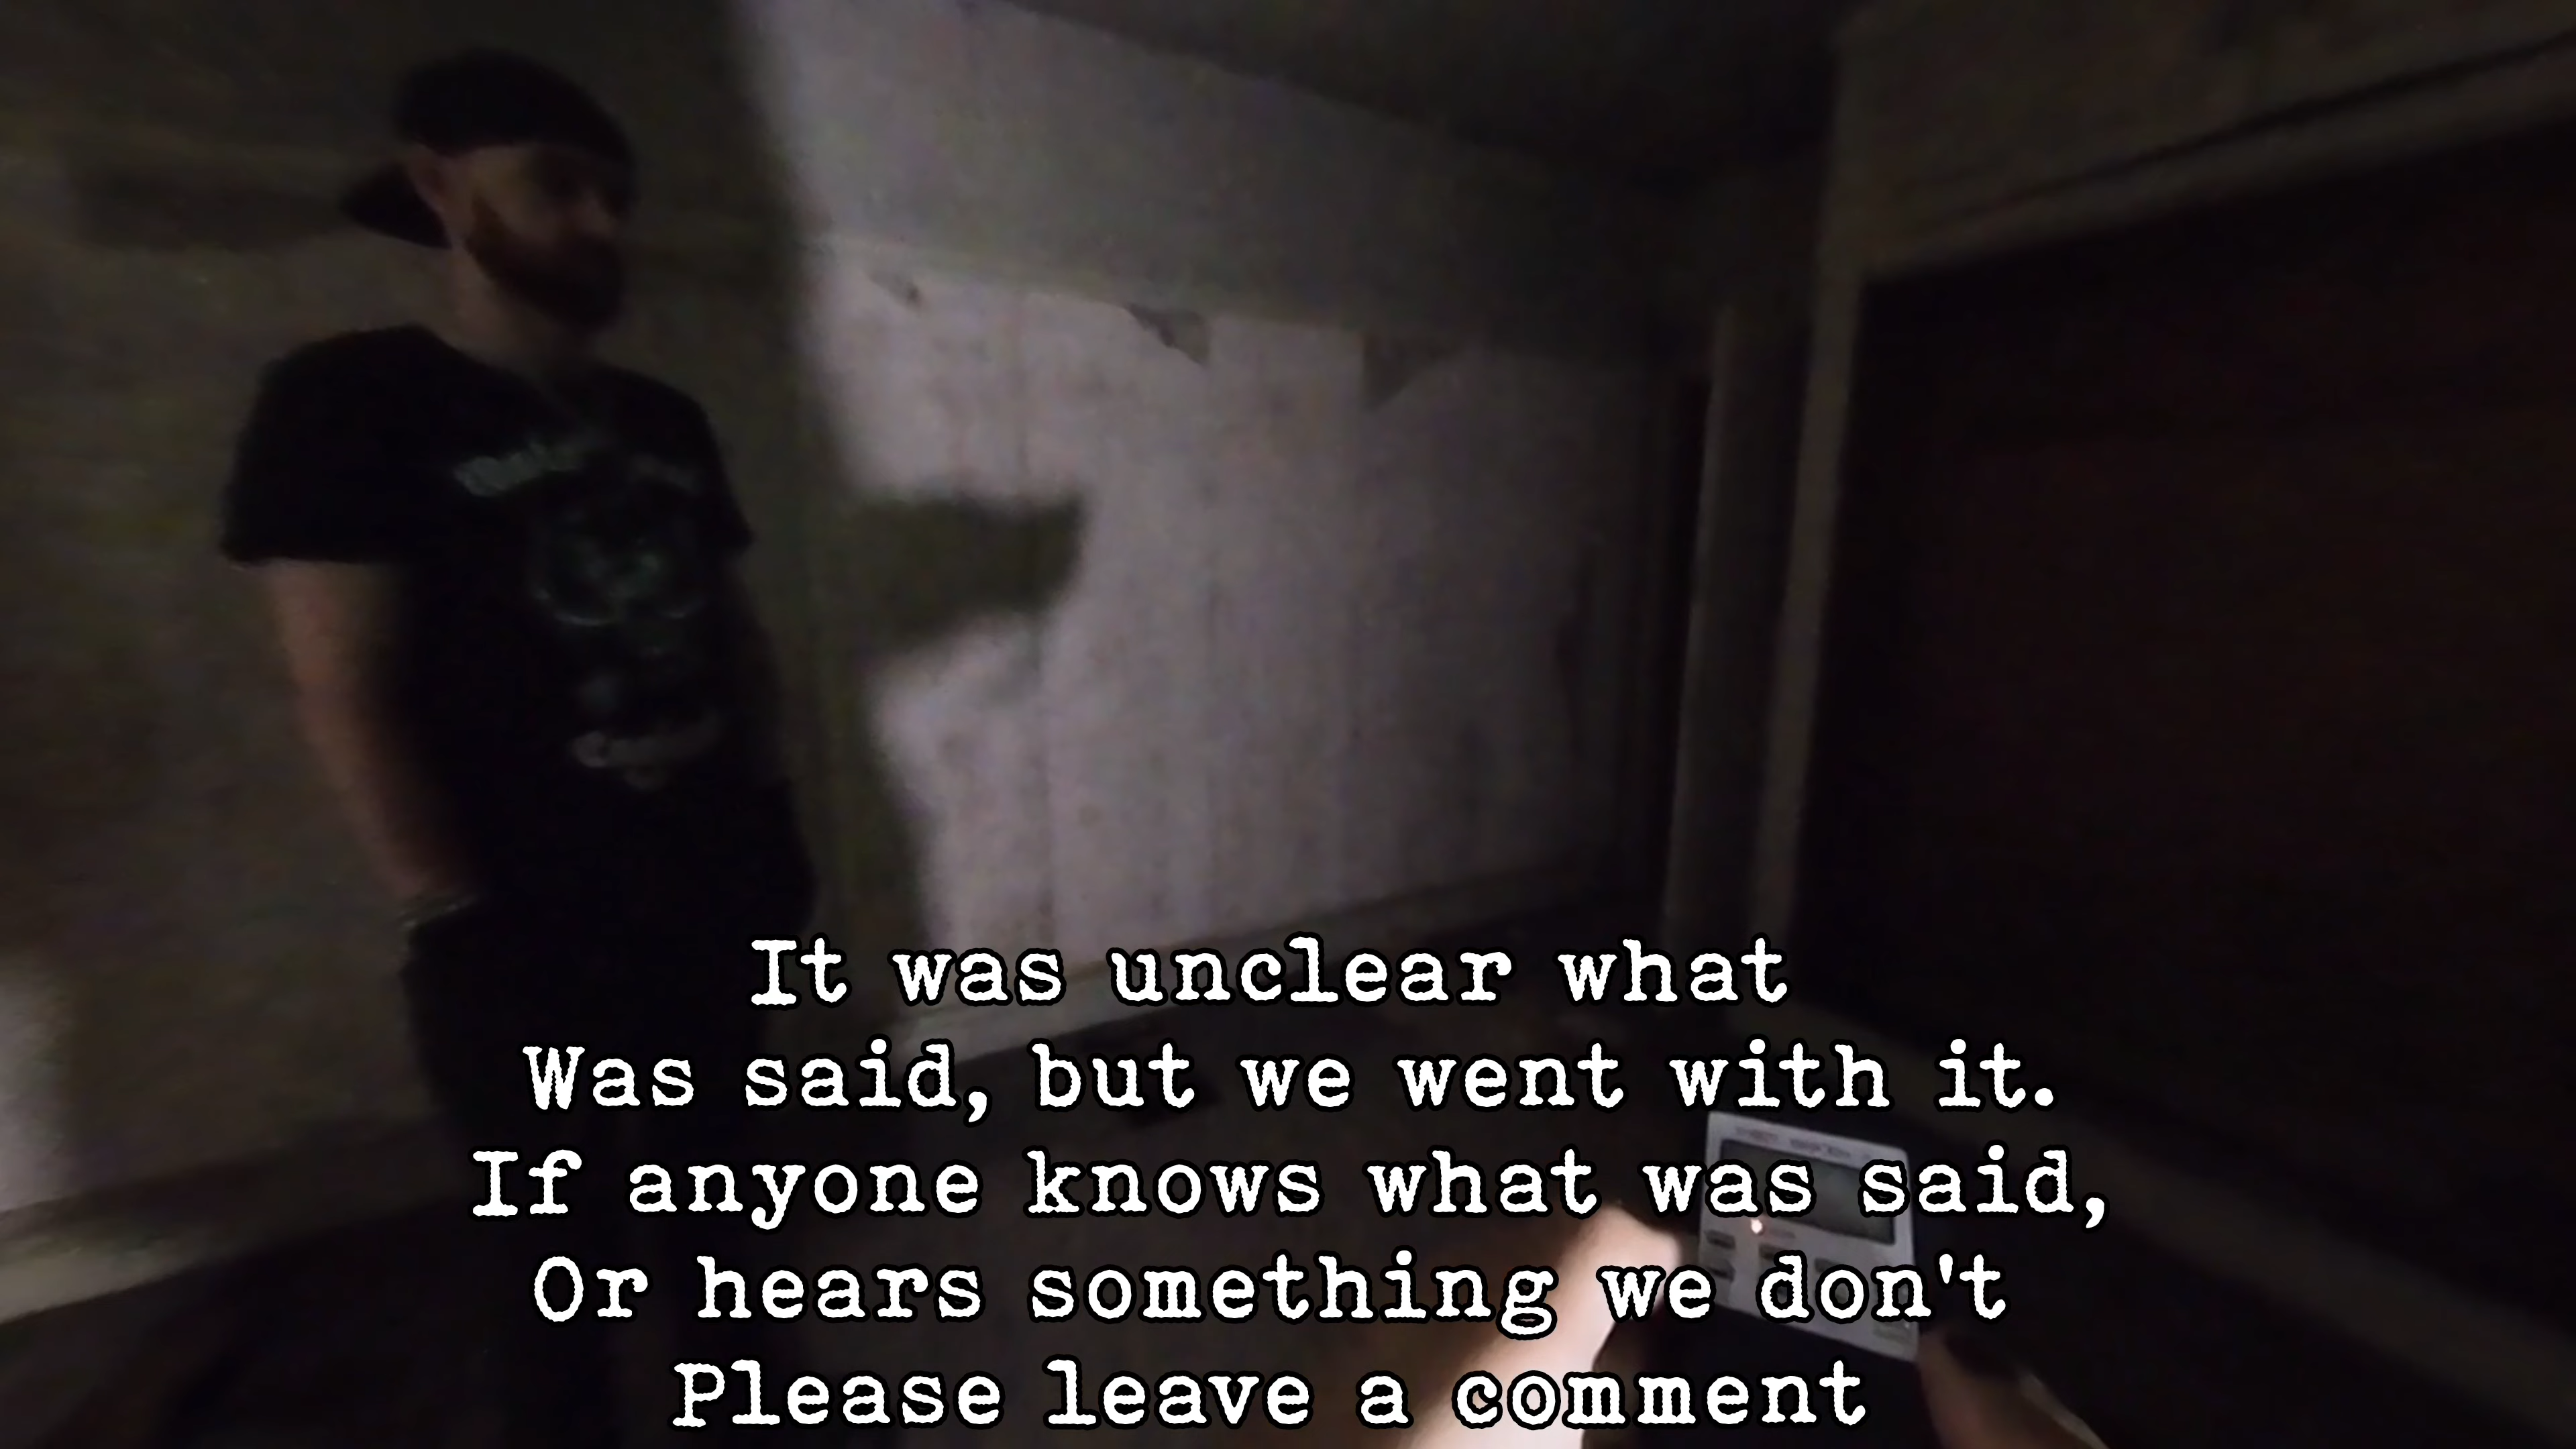 It was unclear what
Was said, but we went with it.
If anyone knows what was said,
Or hears something we don't
Please leave a comment